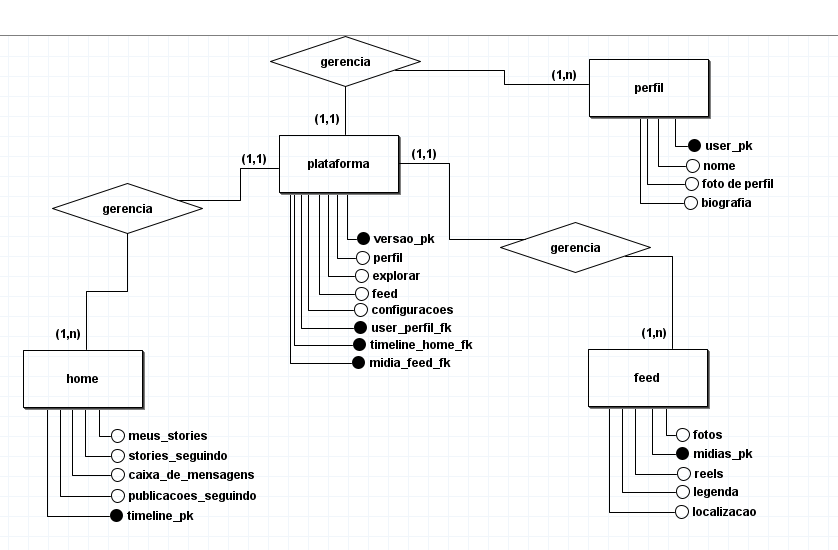 gerencia
(1,n)
perfil
user_pk
nome
foto de perfil
biografia
(1,1)
(1,1)
plataforma
(1,1)
gerencia
versao_pk
perfil
explorar
feed
configuracoes
user_perfil_fk
timeline_home_fk
midia_feed_fk
gerencia
(1,n)
home
meus_stories
stories_seguindo
caixa_de_mensagens
publicacoes_seguindo
timeline_pk
(1,n)
feed
fotos
midias_pk
reels
legenda
localizacao